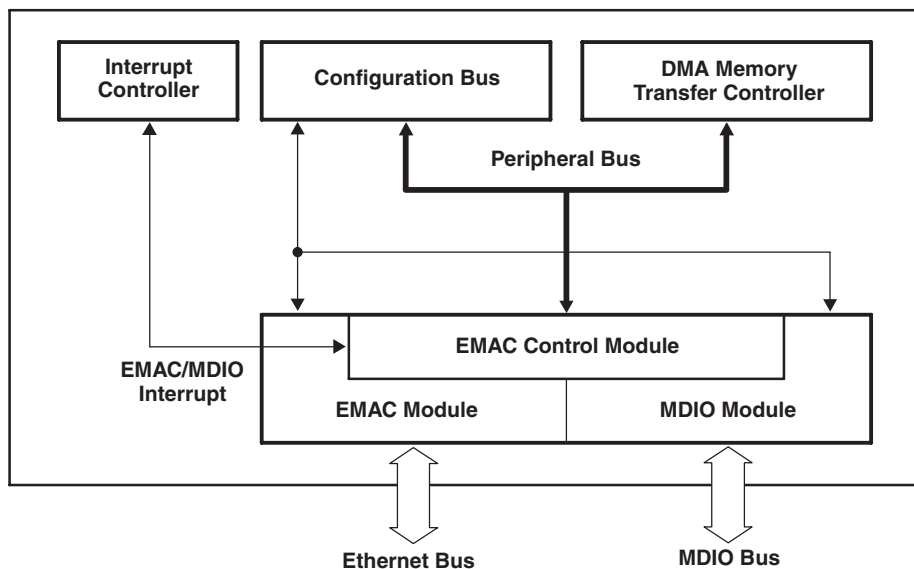 Interrupt
Controller
Configuration Bus
DMA Memory
Transfer Controller
Peripheral Bus
EMAC Control Module
EMAC/MDIO
Interrupt
EMAC Module
MDIO Module
Ethernet Bus
MDIO Bus